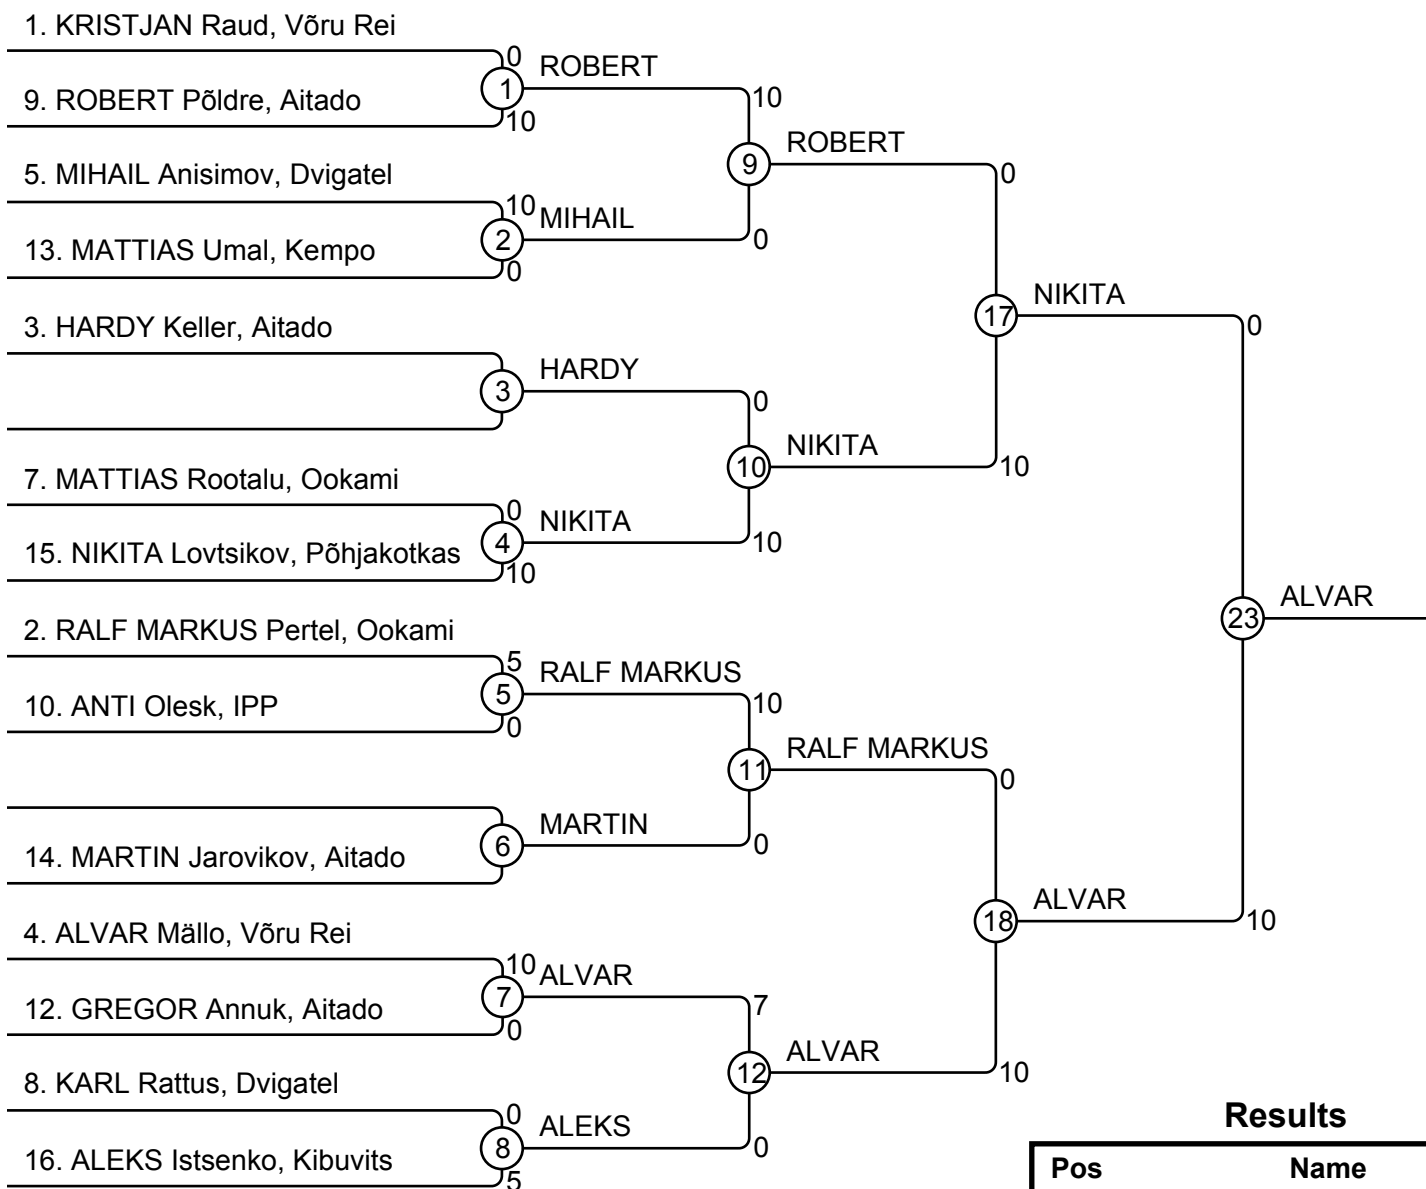 1. KRISTJAN Raud, Võru Rei
0
1
ROBERT
9. ROBERT Põldre, Aitado
10
10
9
ROBERT
5. MIHAIL Anisimov, Dvigatel
10
2
MIHAIL
0
13. MATTIAS Umal, Kempo
0
0
17
NIKITA
3. HARDY Keller, Aitado
3
HARDY
0
10
NIKITA
10
7. MATTIAS Rootalu, Ookami
0
4
NIKITA
10
15. NIKITA Lovtsikov, Põhjakotkas
10
0
23
ALVAR
2. RALF MARKUS Pertel, Ookami
5
5
RALF MARKUS
10. ANTI Olesk, IPP
0
10
11
RALF MARKUS
0
6
MARTIN
0
14. MARTIN Jarovikov, Aitado
18
ALVAR
10
4. ALVAR Mällo, Võru Rei
10
7
ALVAR
12. GREGOR Annuk, Aitado
0
7
12
ALVAR
10
8. KARL Rattus, Dvigatel
0
8
ALEKS
0
16. ALEKS Istsenko, Kibuvits
5
Results
Pos Name